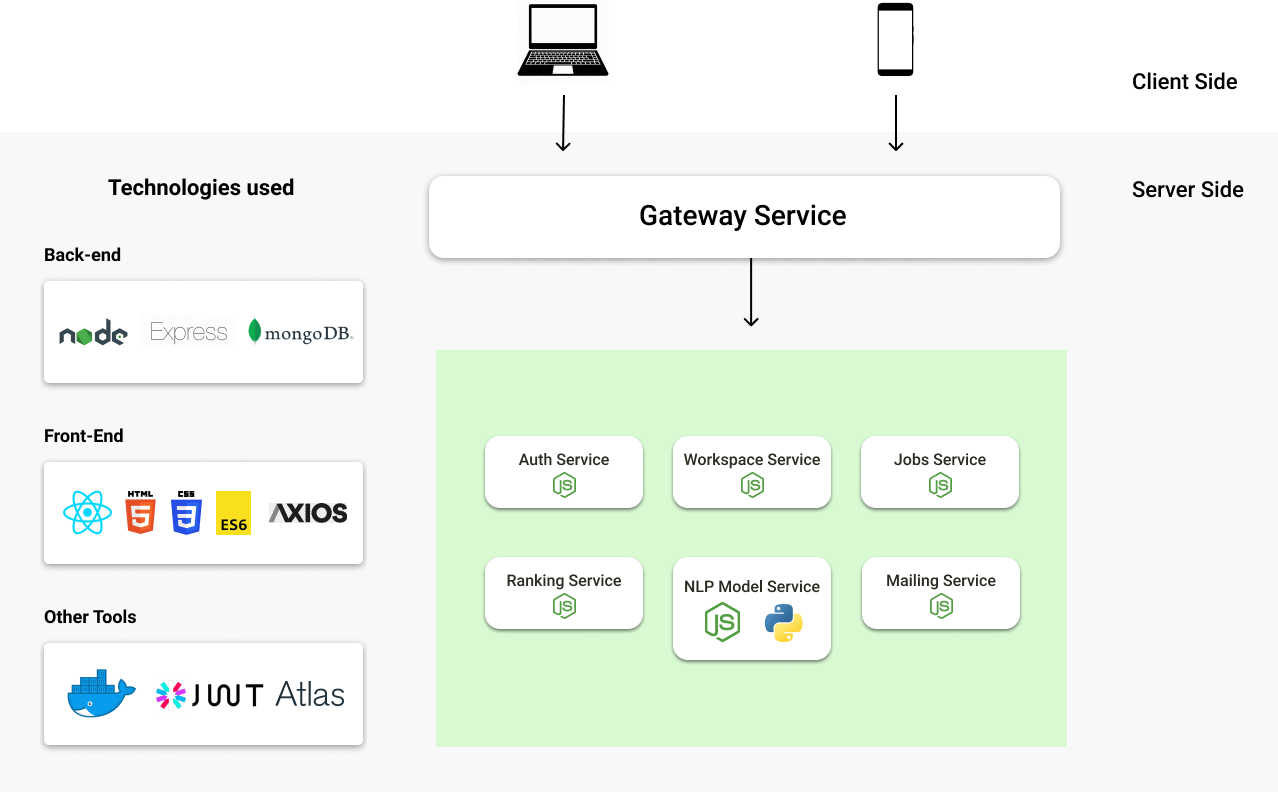 Client Side
Server Side
Technologies used
Gateway Service
Back-end
node Express mongoDB.
Front-End
HTML
5
CSS
3
ES6
AXIOS
Other Tools
JWT Atlas
Auth Service
JS
Workspace Service
JS
Jobs Service
JS
Ranking Service
JS
NLP Model Service
JS
Mailing Service
JS